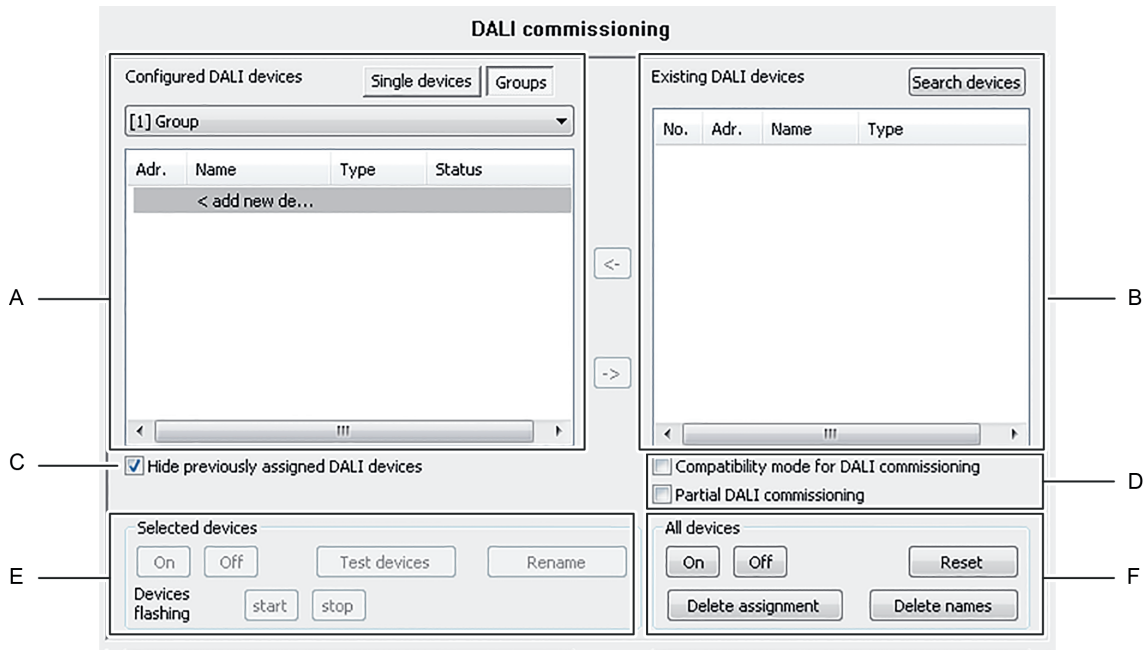 DALI commissioning
Configured DALI devices
Single devices
Groups
[1] Group
Adr. Name Type Status
< add new de...
Existing DALI devices
Search devices
No. Adr. Name Type
<-
->
A
B
C
Hide previously assigned DALI devices
Compatibility mode for DALI commissioning
Partial DALI commissioning
D
Selected devices
On Off Test devices Rename
Devices
flashing
start stop
E
All devices
On Off Reset
Delete assignment Delete names
F